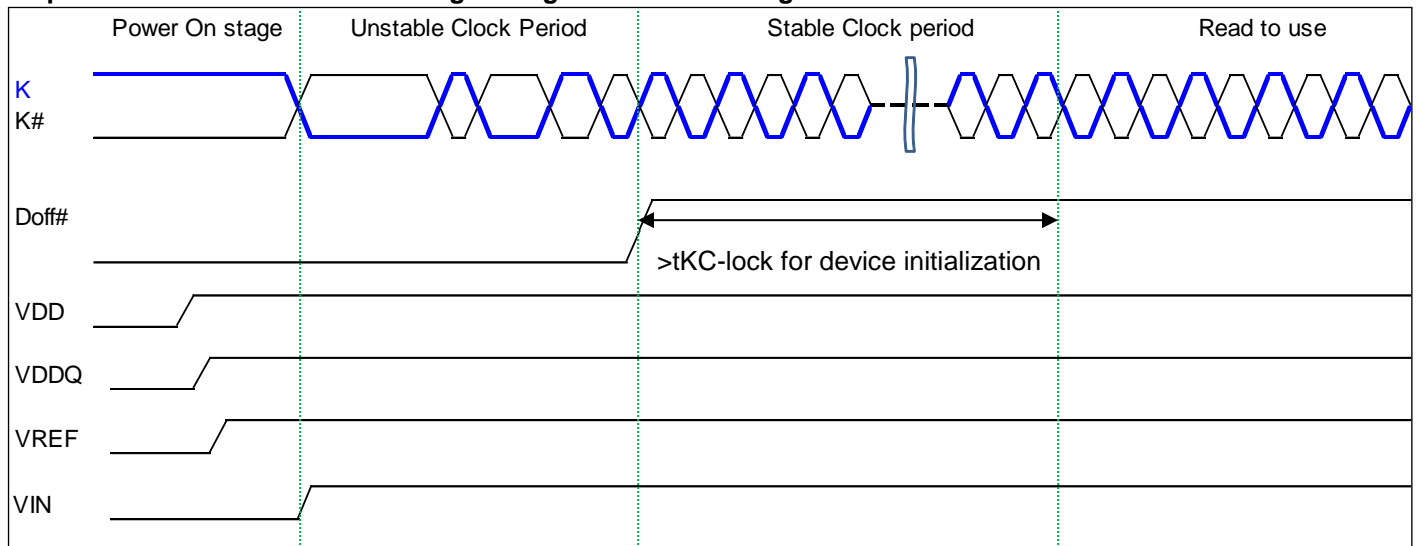 Power On stage Unstable Clock Period Stable Clock period Read to use
K
K#
Doff#
>tKC-lock for device initialization
VDD
VDDQ
VREF
VIN